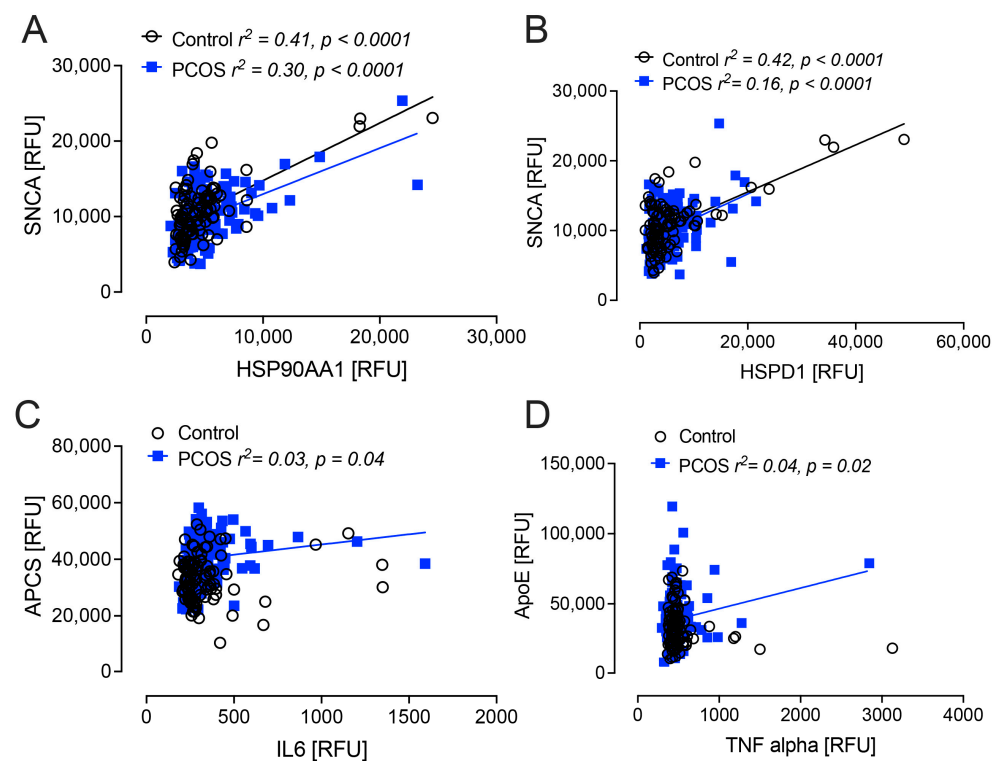 A
Control r² = 0.41, p < 0.0001
PCOS r² = 0.30, p < 0.0001
30,000
20,000
10,000
0
SNCA [RFU]
0
10,000
20,000
30,000
HSP90AA1 [RFU]
B
Control r² = 0.42, p < 0.0001
PCOS r² = 0.16, p < 0.0001
30,000
20,000
10,000
0
SNCA [RFU]
0
20,000
40,000
60,000
HSPD1 [RFU]
C
Control
PCOS r² = 0.03, p = 0.04
80,000
60,000
40,000
20,000
0
APCS [RFU]
0
500
1000
1500
2000
IL6 [RFU]
D
Control
PCOS r² = 0.04, p = 0.02
150,000
100,000
50,000
0
ApoE [RFU]
0
1000
2000
3000
4000
TNF alpha [RFU]